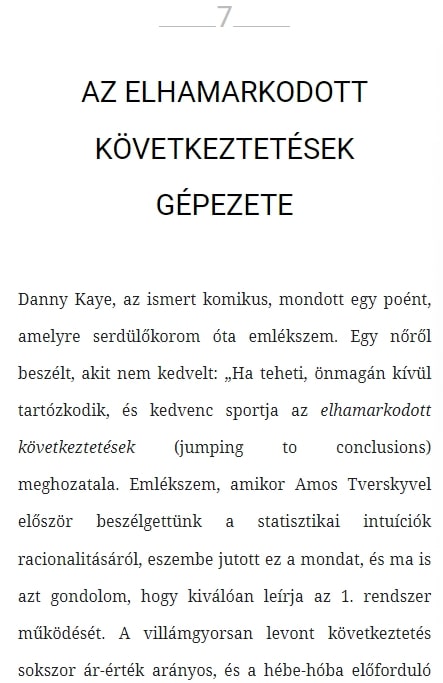 7
AZ ELHAMARKODOTT
KÖVETKEZTETÉSEK
GÉPEZETE
Danny Kaye, az ismert komikus, mondott egy poént,
amelyre serdülőkorom óta emlékszem. Egy nőről
beszélt, akit nem kedvelt: „Ha teheti, önmagán kívül
tartózkodik, és kedvenc sportja az elhamarkodott
következtetések (jumping to conclusions)
meghozatala. Emlékszem, amikor Amos Tverskyvel
először beszélgettünk a statisztikai intuíciók
racionalitásáról, eszembe jutott ez a mondat, és ma is
azt gondolom, hogy kiválóan leírja az 1. rendszer
működését. A villámgyorsan levont következtetés
sokszor ár-érték arányos, és a hébe-hóba előforduló